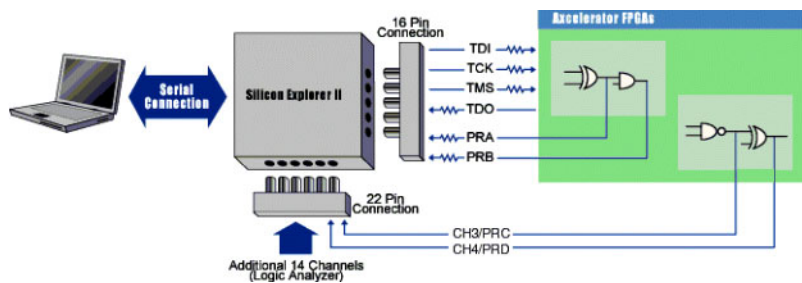 16 Pin
Connection
Axcelerator FPGAs
Serial
Connection
Silicon Explorer II
TDI
TCK
TMS
TDO
PRA
PRB
22 Pin
Connection
CH3/PRC
CH4/PRD
Additional 14 Channels
(Logic Analyzer)